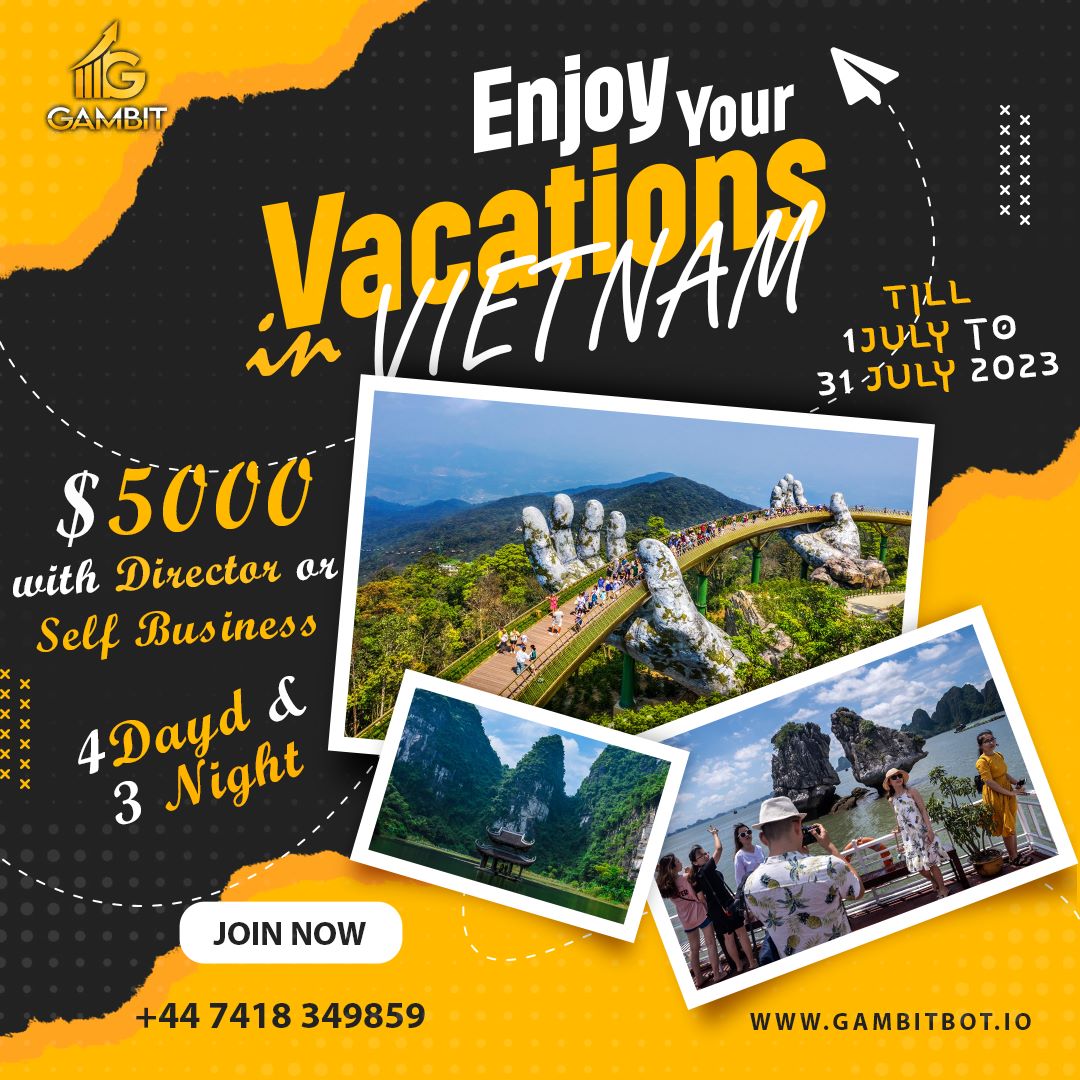 G
GAMBIT
Enjoy Your
Vacations
in VIETNAM
TILL
1JULY TO
31 JULY 2023
$5000
with Director or
Self Business
4Dayd &
3 Night
JOIN NOW
+44 7418 349859
WWW.GAMBITBOT.IO